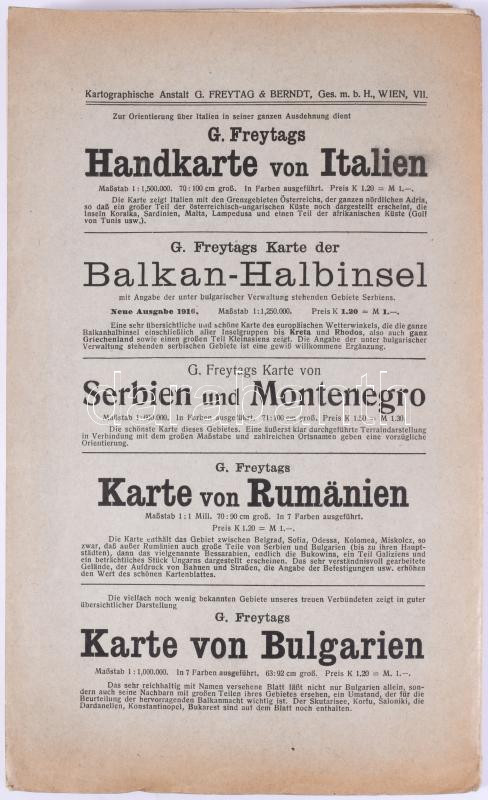 Kartographische Anstalt G. FREYTAG & BERNDT, Ges. m. b. H., WIEN, VII.
Zur Orientierung über Italien in seiner ganzen Ausdehnung dient
G. Freytags
Handkarte von Italien
Maßstab 1 : 1,500.000. 70 : 100 cm groß. In Farben ausgeführt. Preis K 1.20 = M 1.—.
Die Karte zeigt Italien mit den Grenzgebieten Österreichs, der ganzen nördlichen Adria,
so daß ein großer Teil der österreichisch-ungarischen Küste noch dargestellt erscheint, die
Inseln Korsika, Sardinien, Malta, Lampedusa und einen Teil der afrikanischen Küste (Golf
von Tunis usw.).
G. Freytags Karte der
Balkan-Halbinsel
mit Angabe der unter bulgarischer Verwaltung stehenden Gebiete Serbiens.
Neue Ausgabe 1916, Maßstab 1:1,250.000. Preis K 1.20 = M 1.—.
Eine sehr übersichtliche und schöne Karte des europäischen Wetterwinkels, die die ganze
Balkanhalbinsel einschließlich aller Inselgruppen bis Kreta und Rhodos, also auch ganz
Griechenland sowie einen großen Teil Kleinasiens zeigt. Die Angabe der unter bulgarischer
Verwaltung stehenden serbischen Gebiete ist eine gewiß willkommene Ergänzung.
G. Freytags Karte von
Serbien und Montenegro
Maßstab 1 : 000. In Farben ausgeführt. 71: cm groß. Preis K 1.50 = M 1.30
Die schönste Karte dieses Gebietes. Eine äußerst klar durchgeführte Terraindarstellung
in Verbindung mit dem großen Maßstabe und zahlreichen Ortsnamen geben eine vorzügliche
Orientierung.
G. Freytags
Karte von Rumänien
Maßstab 1 : 1 Mill. 70 : 90 cm groß. In 7 Farben ausgeführt.
Preis K 1.20 = M 1.—.
Die Karte enthält das Gebiet zwischen Belgrad, Sofia, Odessa, Kolomea, Miskolcz, so
zwar, daß außer Rumänien auch große Teile von Serbien und Bulgarien (bis zu ihren Haupt-
städten), dann das vielgenannte Bessarabien, endlich die Bukowina, ein Teil Galiziens und
ein beträchtliches Stück Ungarns dargestellt erscheinen. Das sehr verständnisvoll gearbeitete
Gelände, der Aufdruck von Bahnen und Straßen, die Angabe der Befestigungen usw. erhöhen
den Wert des schönen Kartenblattes.
Die vielfach noch wenig bekannten Gebiete unseres treuen Verbündeten zeigt in guter
übersichtlicher Darstellung
G. Freytags
Karte von Bulgarien
Maßstab 1 : 1,000.000. In 7 Farben ausgeführt, 63:92 cm groß. Preis K 1.20 = M. 1.—.
Das sehr reichhaltig mit Namen versehene Blatt läßt nicht nur Bulgarien allein, son-
dern auch seine Nachbarn mit großen Teilen ihres Gebietes ersehen, ein Umstand, der für die
Beurteilung der hervorragenden Balkanmacht wichtig ist. Der Skutarisee, Korfu, Saloniki, die
Dardanellen, Konstantinopel, Bukarest sind auf dem Blatt noch enthalten.